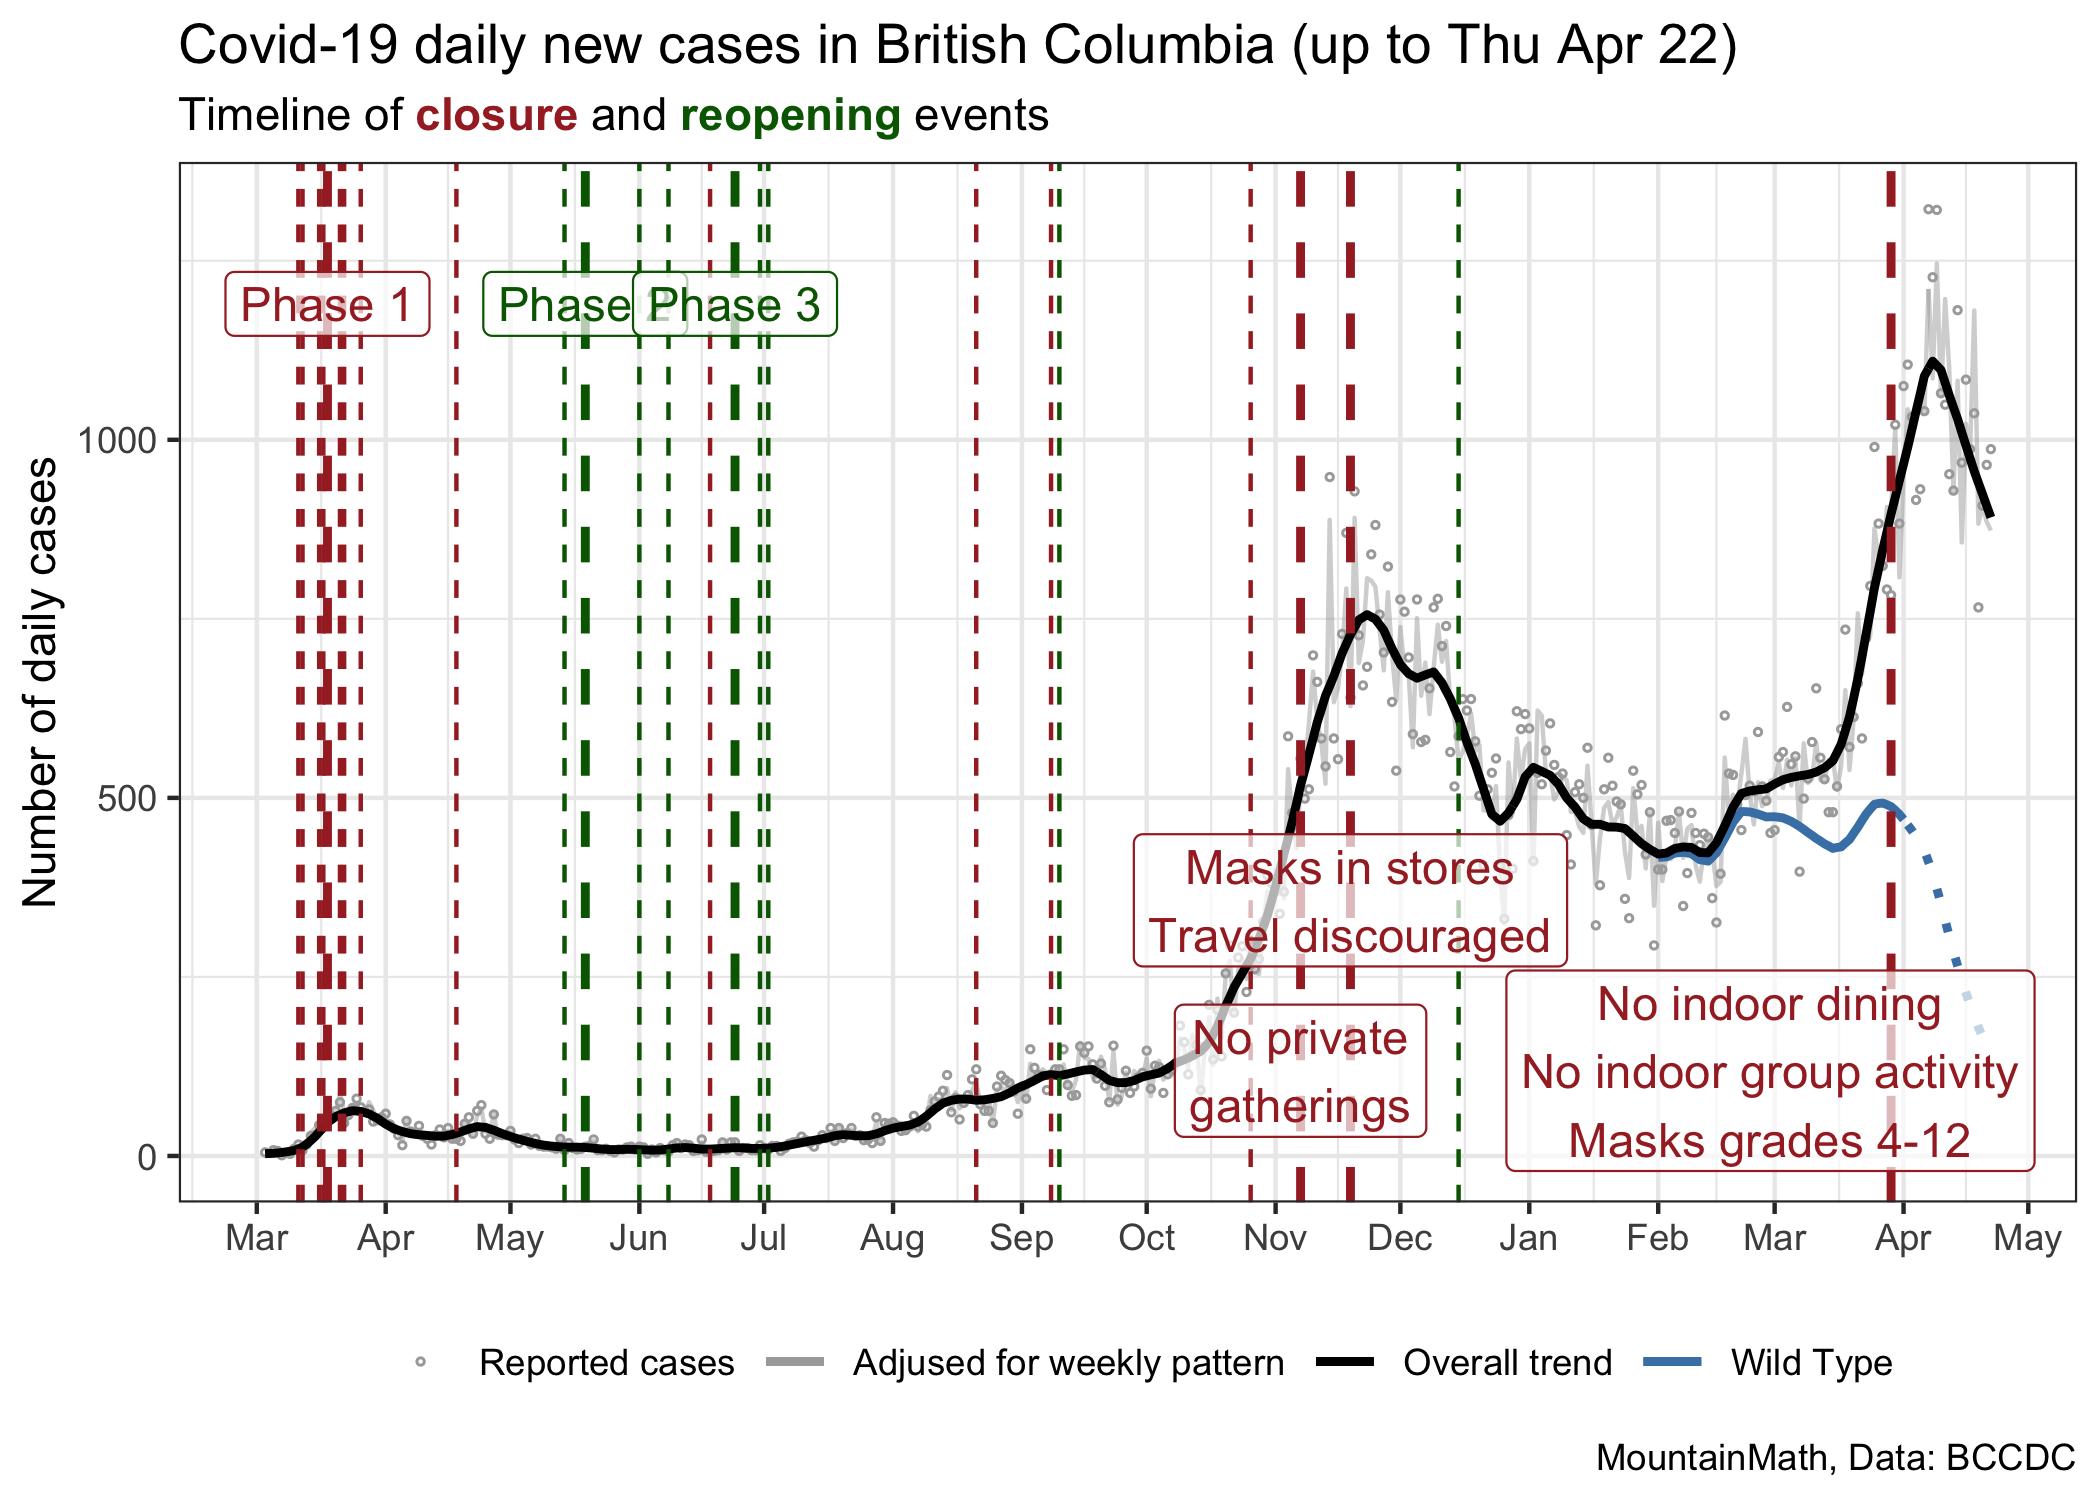 Covid-19 daily new cases in British Columbia (up to Thu Apr 22)
Timeline of closure and reopening events
Number of daily cases
1000
500
0
Phase 1
Phase 2
Phase 3
Masks in stores
Travel discouraged
No private
gatherings
No indoor dining
No indoor group activity
Masks grades 4-12
Mar Apr May Jun Jul Aug Sep Oct Nov Dec Jan Feb Mar Apr May
Reported cases Adjused for weekly pattern Overall trend Wild Type
MountainMath, Data: BCCDC